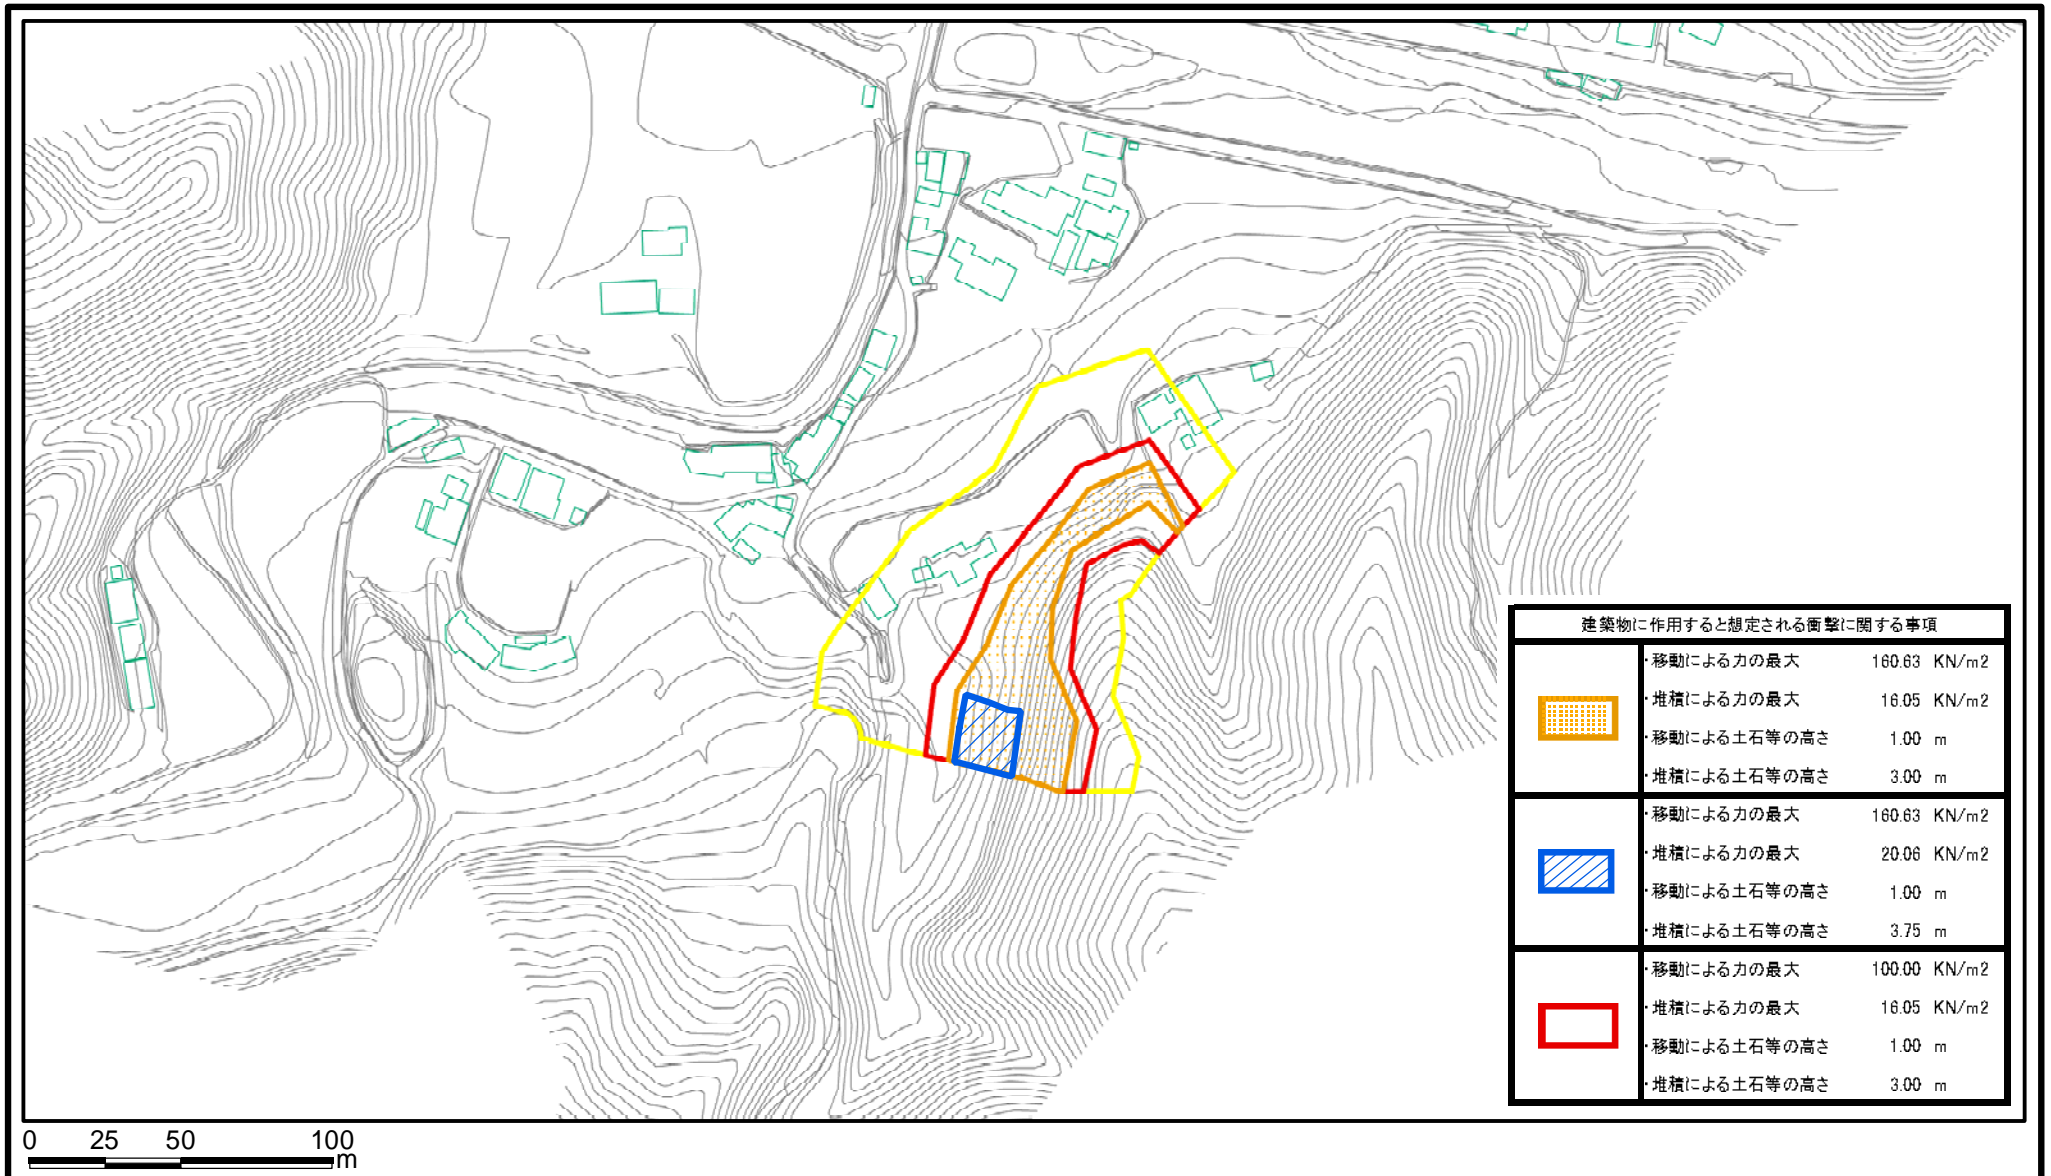 建築物に作用すると想定される衝撃に関する事項
・移動による力の最大 160.63 KN/m2
・堆積による力の最大 16.05 KN/m2
・移動による土石等の高さ 1.00 m
・堆積による土石等の高さ 3.00 m
・移動による力の最大 160.63 KN/m2
・堆積による力の最大 20.06 KN/m2
・移動による土石等の高さ 1.00 m
・堆積による土石等の高さ 3.75 m
・移動による力の最大 100.00 KN/m2
・堆積による力の最大 16.05 KN/m2
・移動による土石等の高さ 1.00 m
・堆積による土石等の高さ 3.00 m
0 25 50 100
m